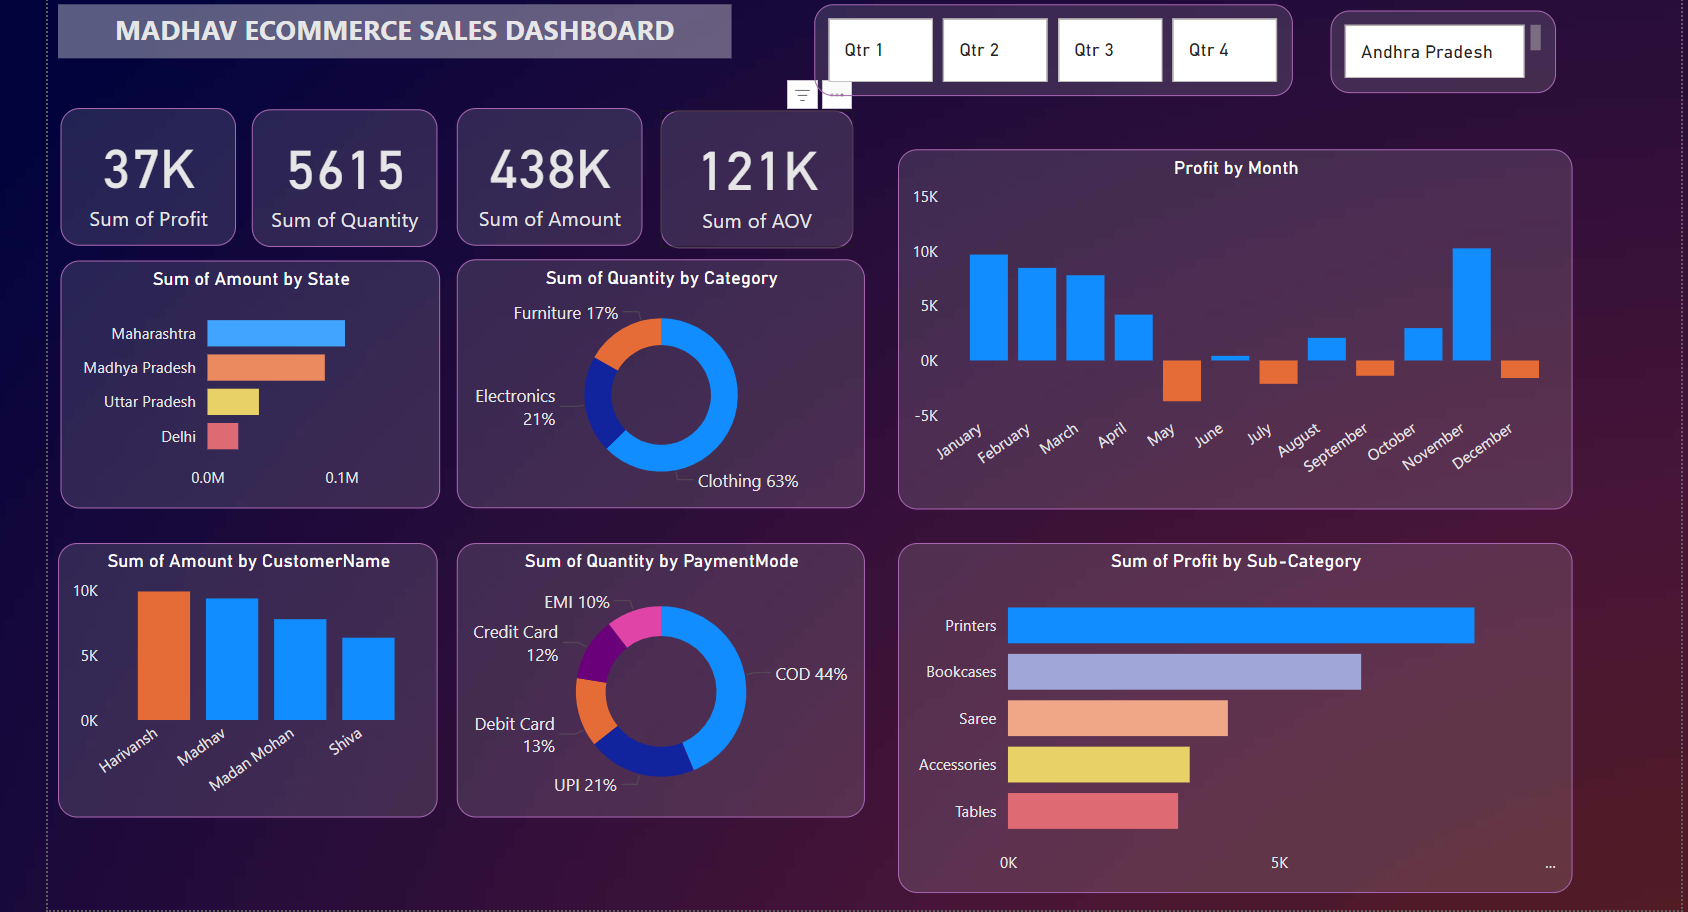 MADHAV ECOMMERCE SALES DASHBOARD
Qtr 1
Qtr 2
Qtr 3
Qtr 4
Andhra Pradesh
37K
Sum of Profit
5615
Sum of Quantity
438K
Sum of Amount
121K
Sum of AOV
Profit by Month
15K
10K
5K
0K
-5K
January
February
March
April
May
June
July
August
September
October
November
December
Sum of Amount by State
Maharashtra
Madhya Pradesh
Uttar Pradesh
Delhi
0.0M
0.1M
Sum of Quantity by Category
Furniture 17%
Electronics
21%
Clothing 63%
Sum of Amount by CustomerName
10K
5K
0K
Harivansh
Madhav
Madan Mohan
Shiva
Sum of Quantity by PaymentMode
EMI 10%
Credit Card
12%
COD 44%
Debit Card
13%
UPI 21%
Sum of Profit by Sub-Category
Printers
Bookcases
Saree
Accessories
Tables
0K
5K
...